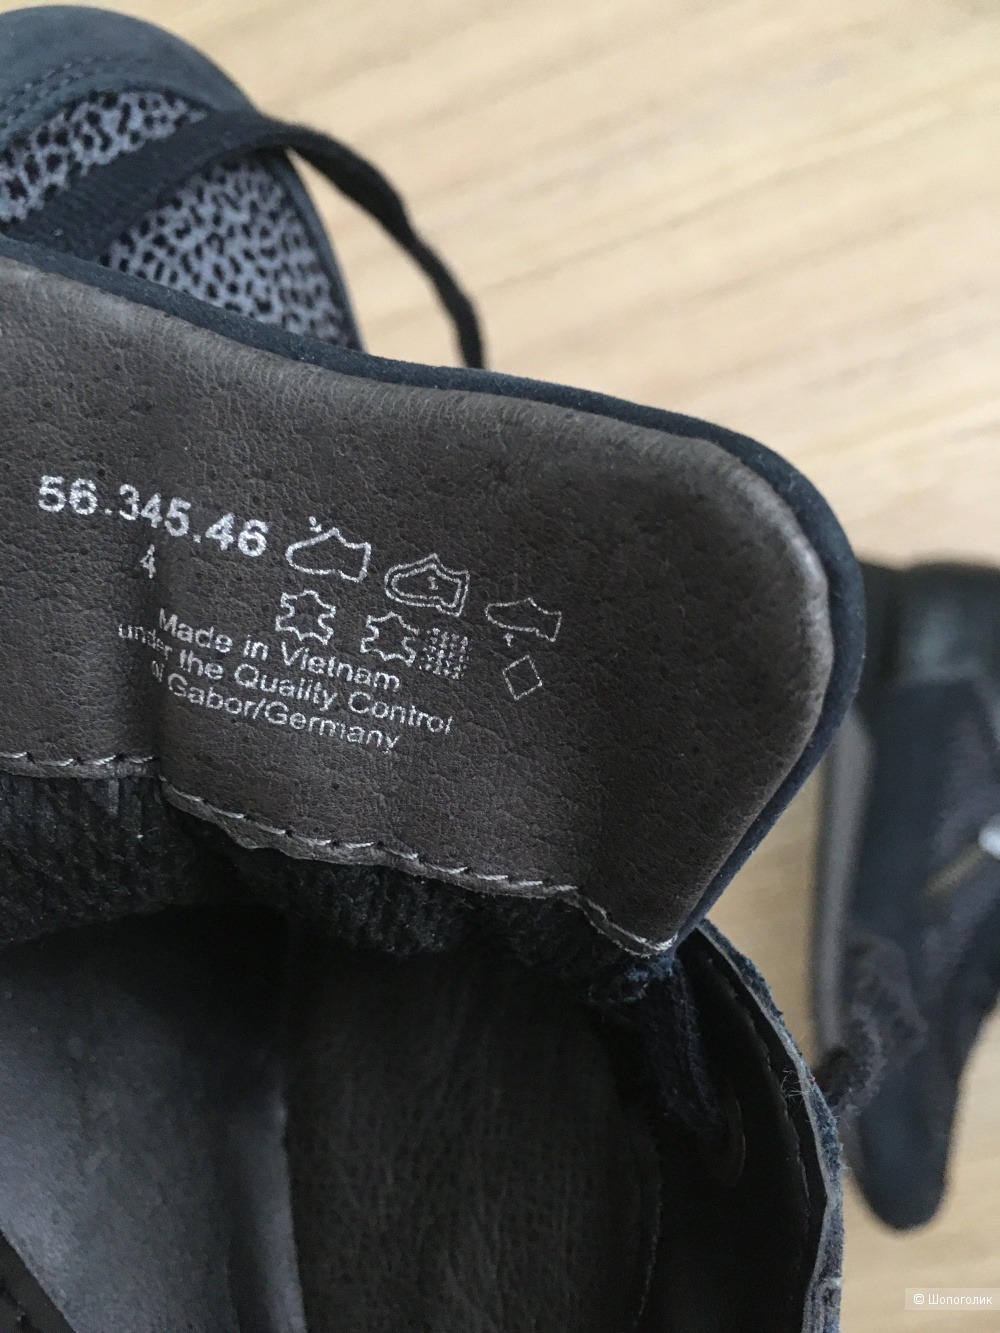 56.345.46
4
Made in Vietnam
under the Quality Control
of Gabor/Germany
© Шопоголик